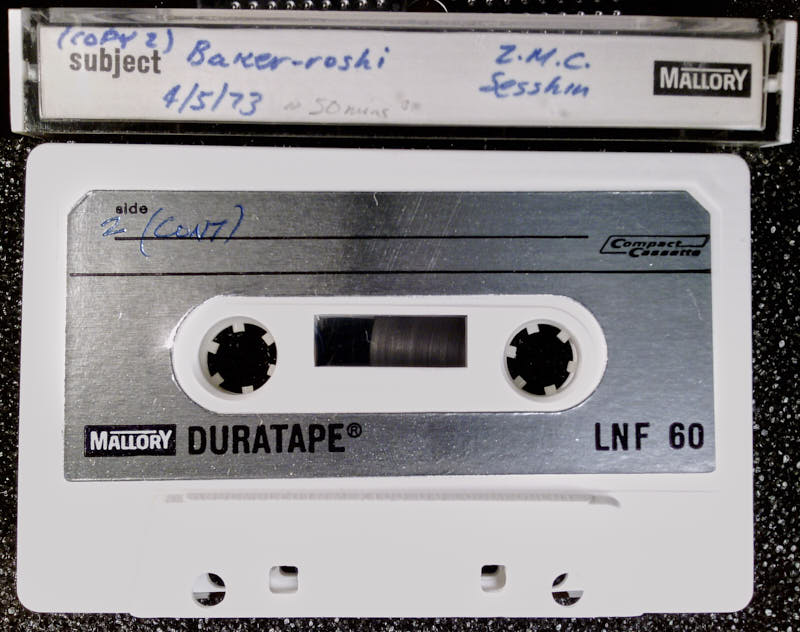 (COPY 2)
subject Baker-roshi Z.M.C.
Sesshin
MALLORY
4/5/73 ~ 50 mins
side
2 (CONT)
Compact
Cassette
MALLORY DURATAPE® LNF 60